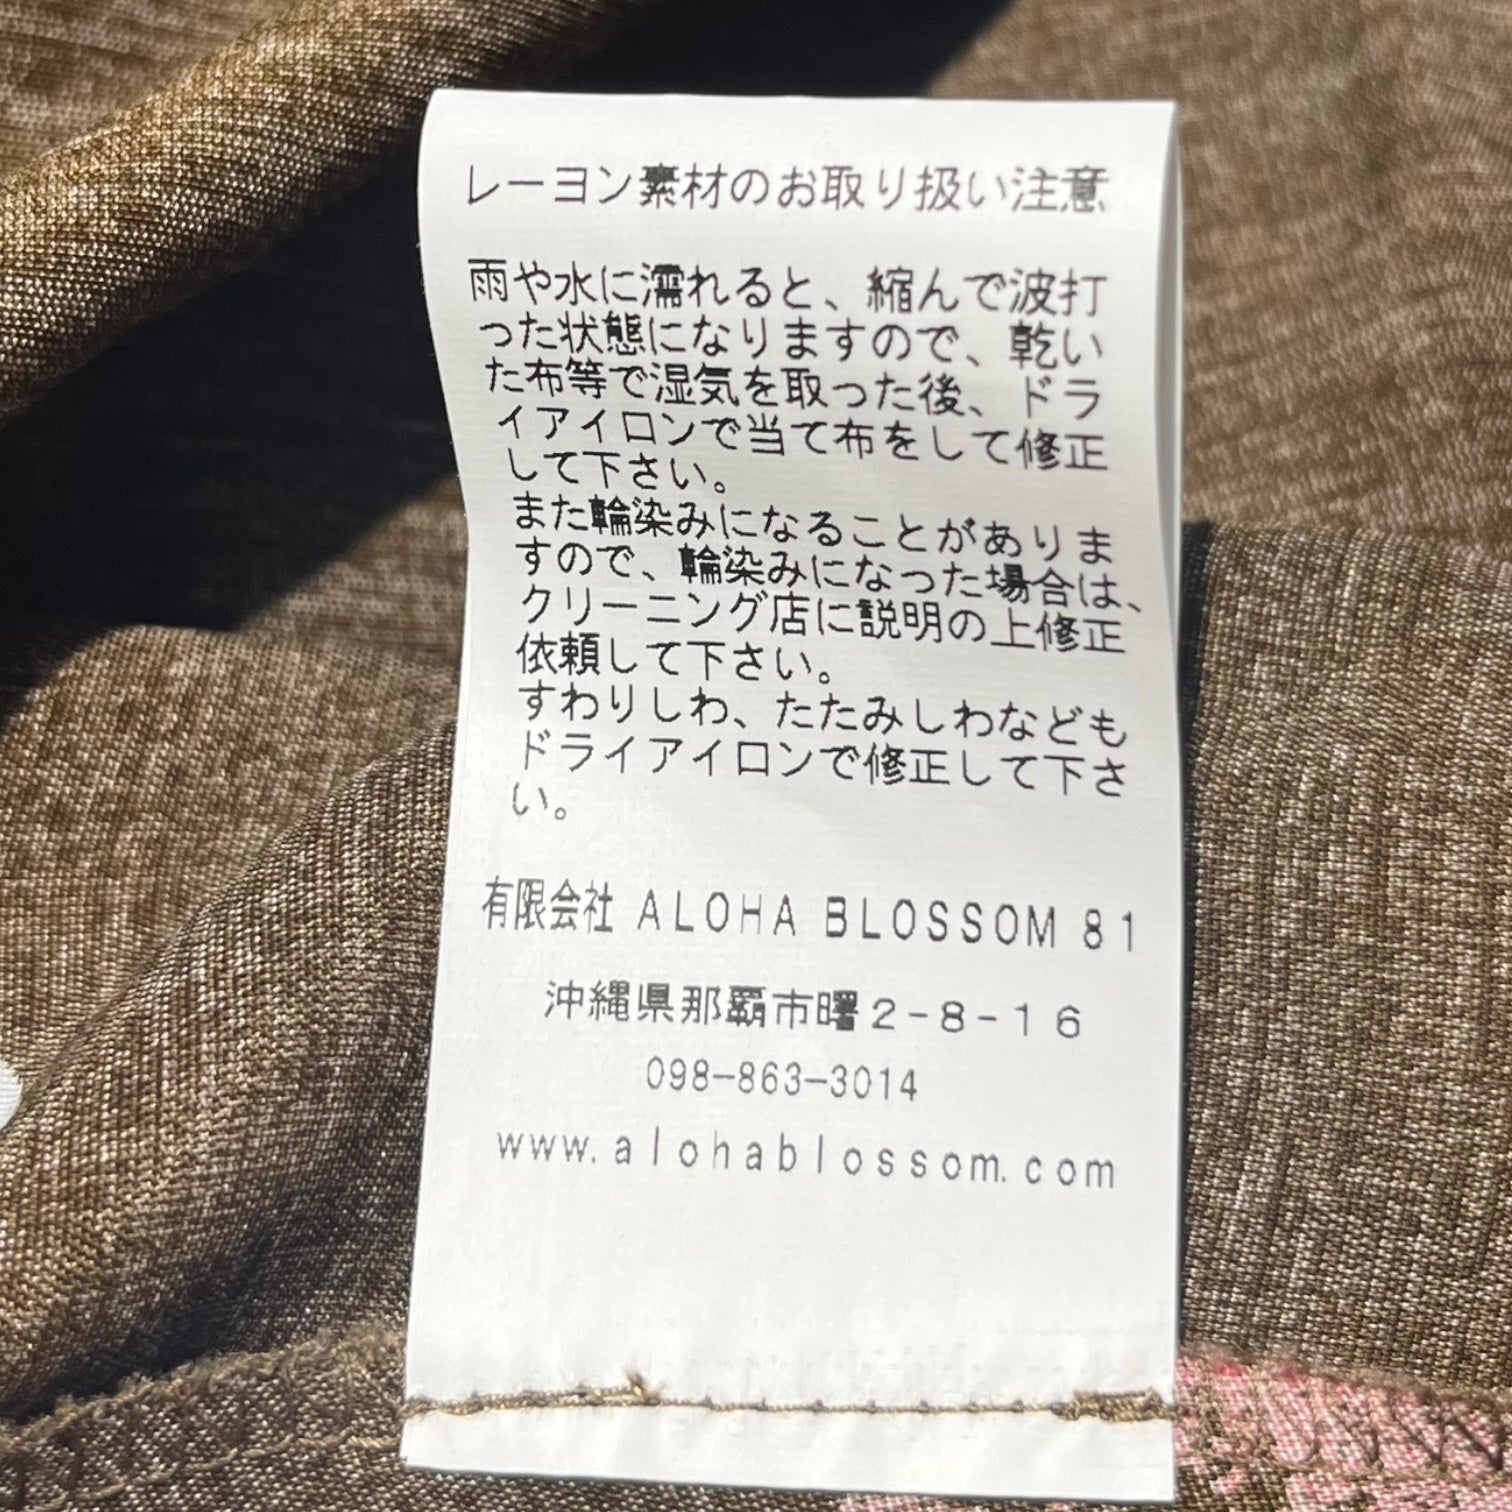 レーヨン素材のお取り扱い注意
雨や水に濡れると、縮んで波打
った状態になりますので、乾い
た布等で湿気を取った後、ドラ
イアイロンで当て布をして修正
して下さい。
また輪染みになることがありま
すので、輪染みになった場合は、
クリーニング店に説明の上修正
依頼して下さい。
すわりしわ、たたみしわなども
ドライアイロンで修正して下さ
い。
有限会社 ALOHA BLOSSOM 81
沖縄県那覇市曙2-8-16
098-863-3014
www.alohablossom.com